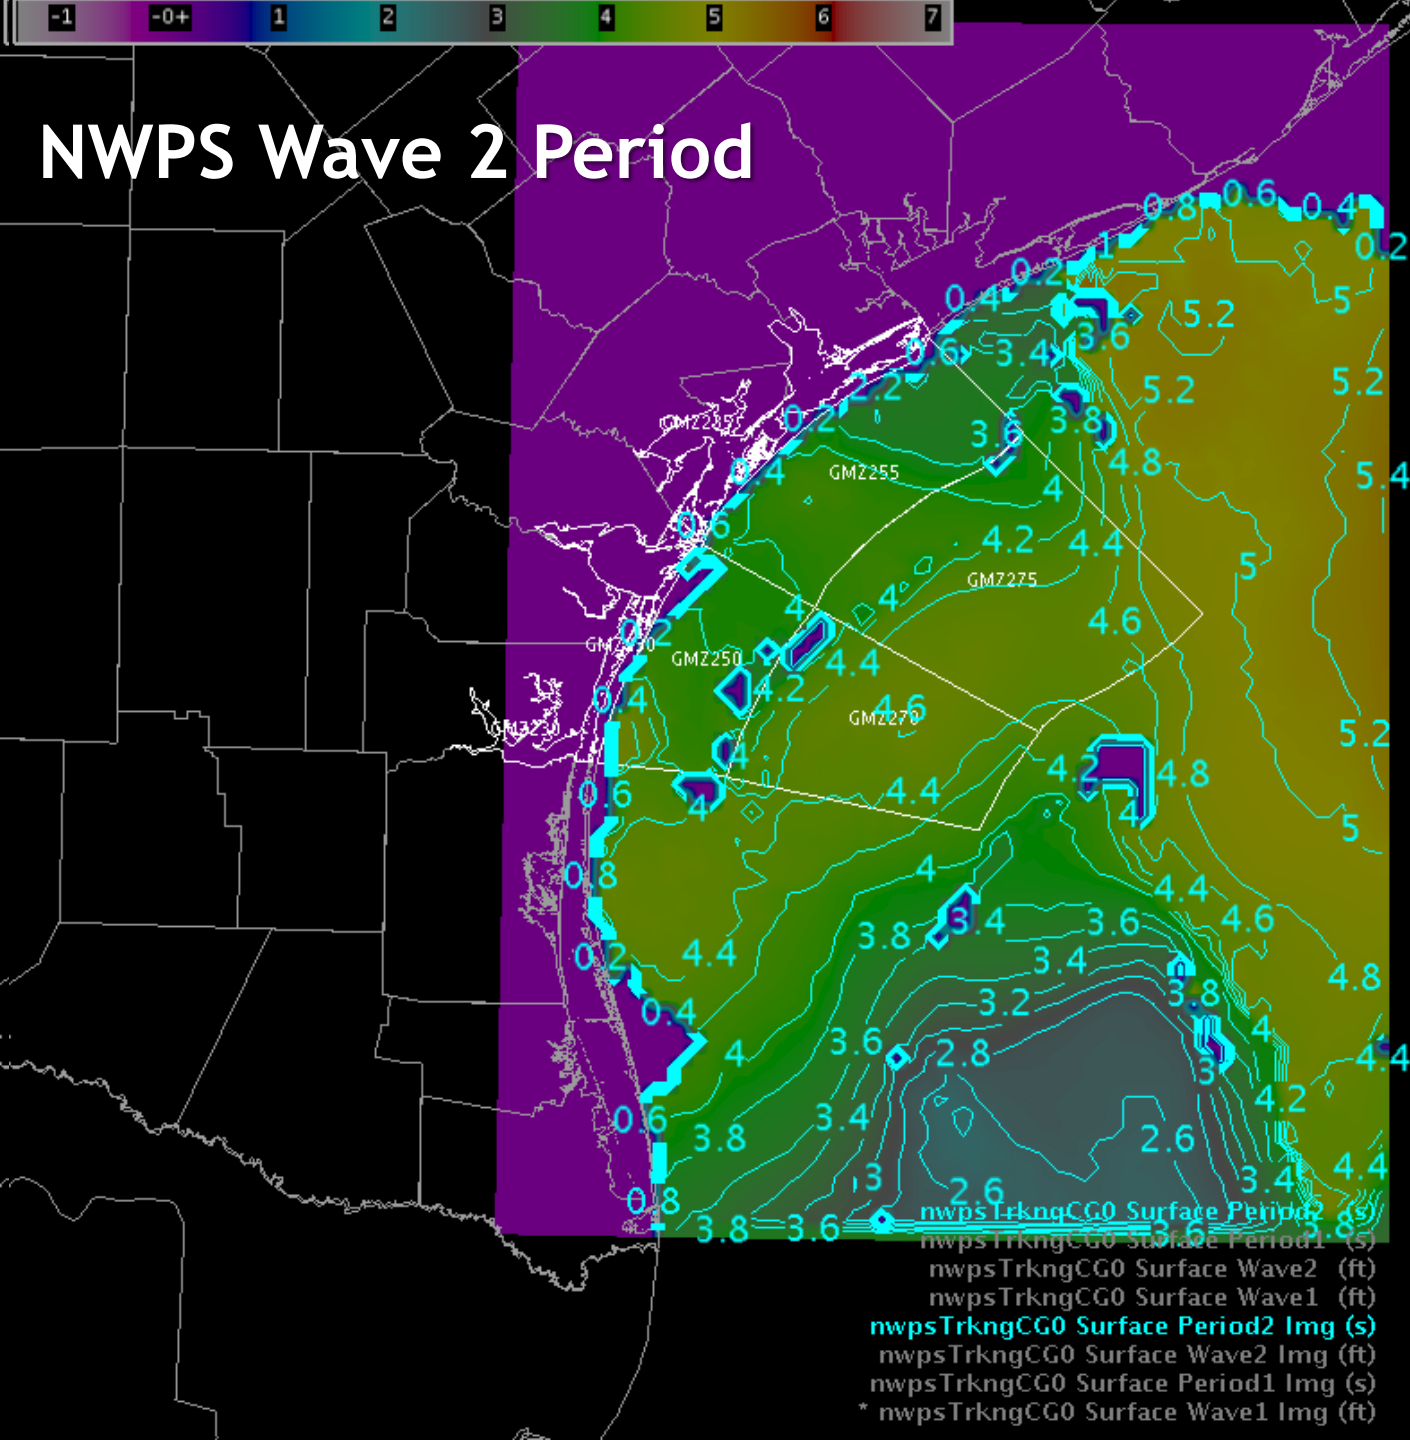 -1 -0+ 1 2 3 4 5 6 7
NWPS Wave 2 Period
0.8 0.6 0.4
1 0.2
0.2
0.4 5.2 5
0.6 3.4 3.6
2.2 5.2 5.2
0.2 3.6 3.8
GMZ235
0.4 GMZ255 4 4.8 5.4
0.6 4.2 4.4
GMZ275 5
4 4 4.6
0.2
GMZ250 4.4
0.4 4.2 4.6
GMZ270
GMZ230 5.2
4 4.2 4.8
0.6 4 4.4 4
5
0.8 4 4.4
3.8 3.4 3.6 4.6
0.2 4.4 3.4 4.8
0.4 3.2 3.8
4 3.6 2.8 4
3 4.4
0.6 3.8 3.4 2.6 4.2
3 3.4 4.4
0.8 2.6
3.8 3.6 3.6 3.8
nwpsTrkngCG0 Surface Period2 (s)
nwpsTrkngCG0 Surface Period1 (s)
nwpsTrkngCG0 Surface Wave2 (ft)
nwpsTrkngCG0 Surface Wave1 (ft)
nwpsTrkngCG0 Surface Period2 Img (s)
nwpsTrkngCG0 Surface Wave2 Img (ft)
nwpsTrkngCG0 Surface Period1 Img (s)
* nwpsTrkngCG0 Surface Wave1 Img (ft)